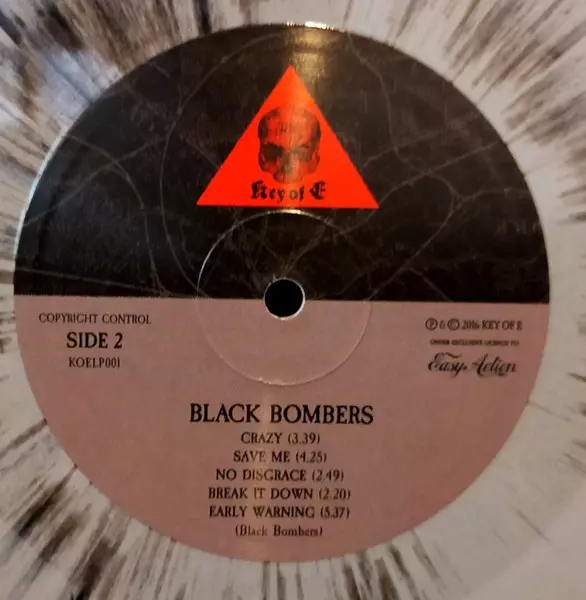 Key of E
COPYRIGHT CONTROL
SIDE 2
KOELP001
℗ & © 2016 KEY OF E
UNDER EXCLUSIVE LICENCE TO
Easy Action
BLACK BOMBERS
CRAZY (3.39)
SAVE ME (4.25)
NO DISGRACE (2.49)
BREAK IT DOWN (2.20)
EARLY WARNING (5.37)
(Black Bombers)